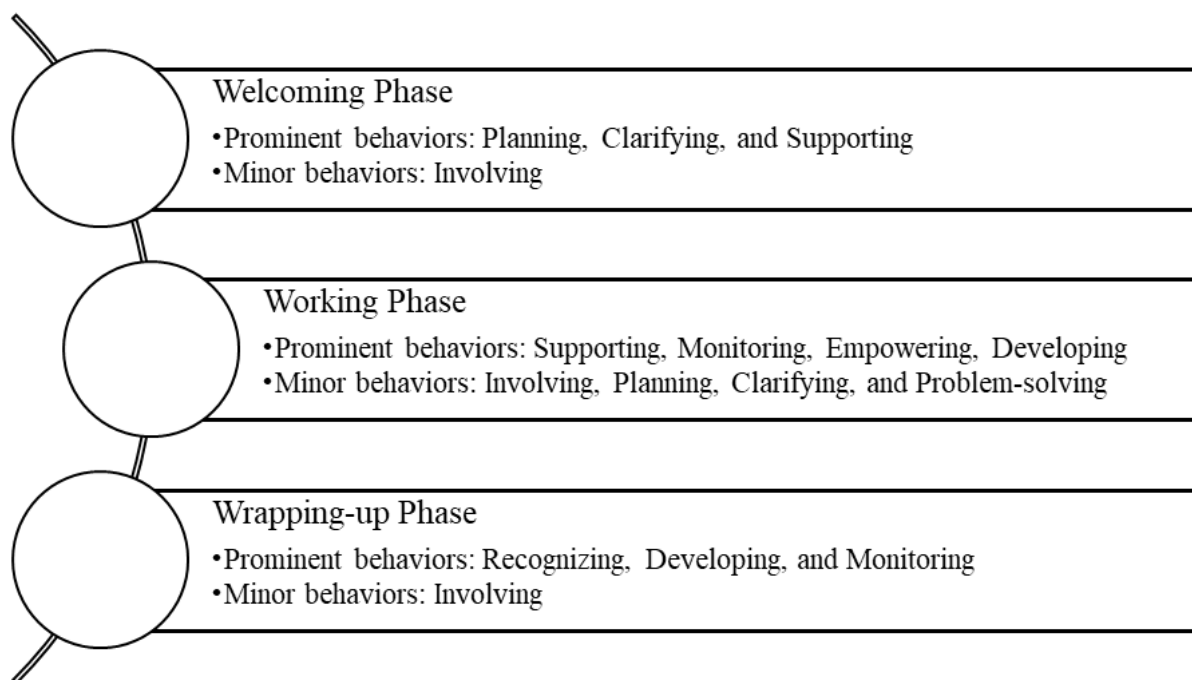 Welcoming Phase
•Prominent behaviors: Planning, Clarifying, and Supporting
•Minor behaviors: Involving
Working Phase
•Prominent behaviors: Supporting, Monitoring, Empowering, Developing
•Minor behaviors: Involving, Planning, Clarifying, and Problem-solving
Wrapping-up Phase
•Prominent behaviors: Recognizing, Developing, and Monitoring
•Minor behaviors: Involving